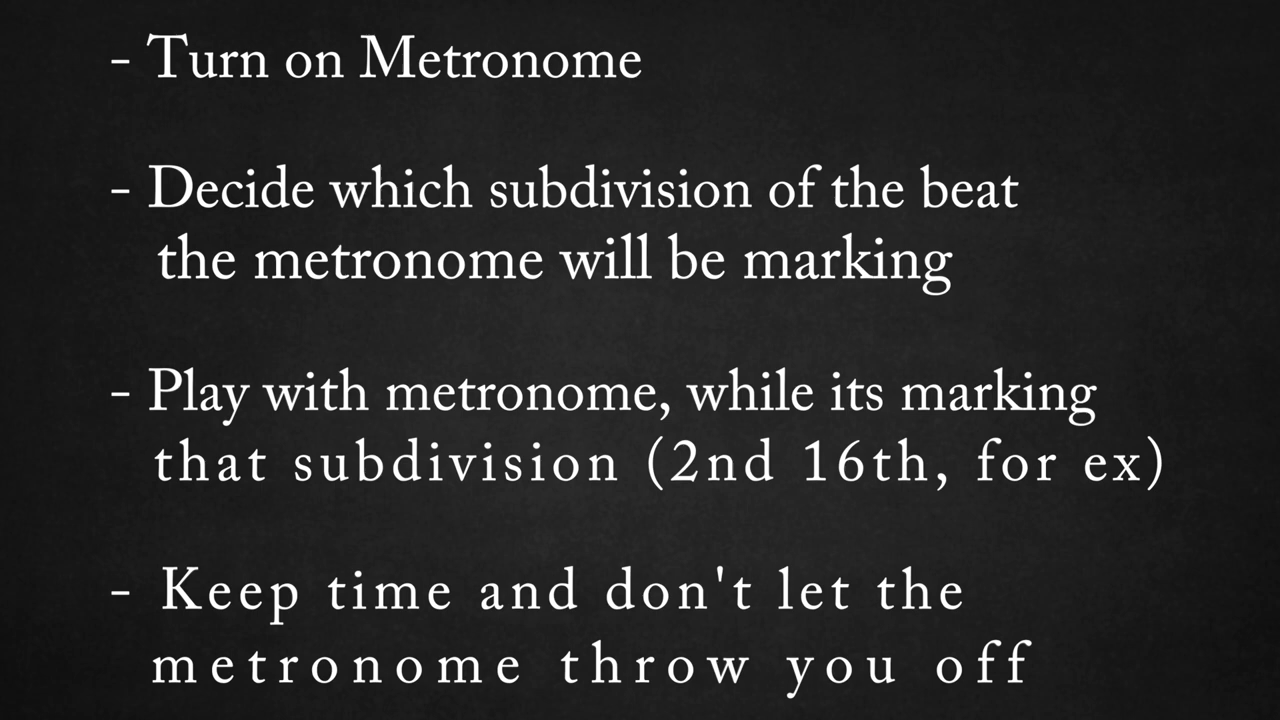 - Turn on Metronome
- Decide which subdivision of the beat
the metronome will be marking
- Play with metronome, while its marking
that subdivision (2nd 16th, for ex)
- Keep time and don't let the
metronome throw you off